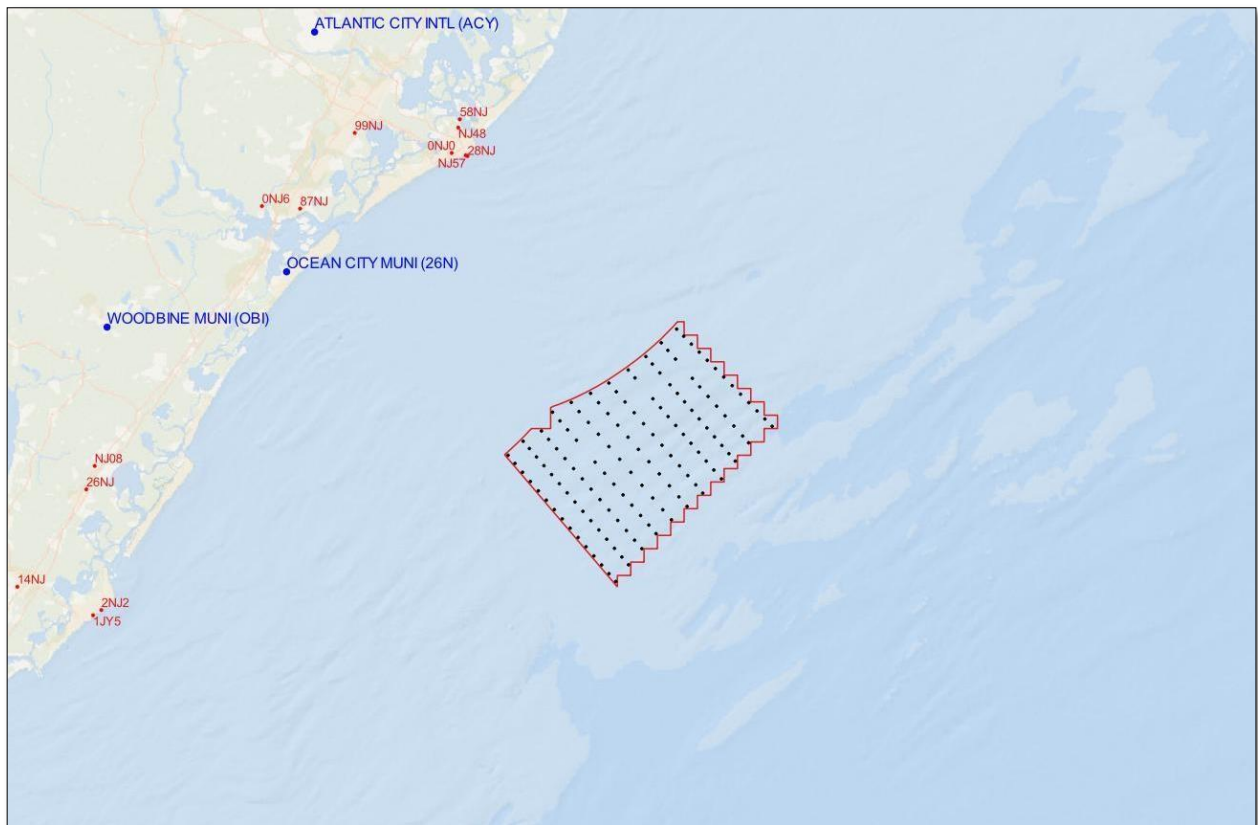 ATLANTIC CITY INTL (ACY)
58NJ
99NJ
NJ48
0NJ0
28NJ
NJ57
0NJ6
87NJ
OCEAN CITY MUNI (26N)
WOODBINE MUNI (OBI)
NJ08
26NJ
14NJ
2NJ2
1JY5